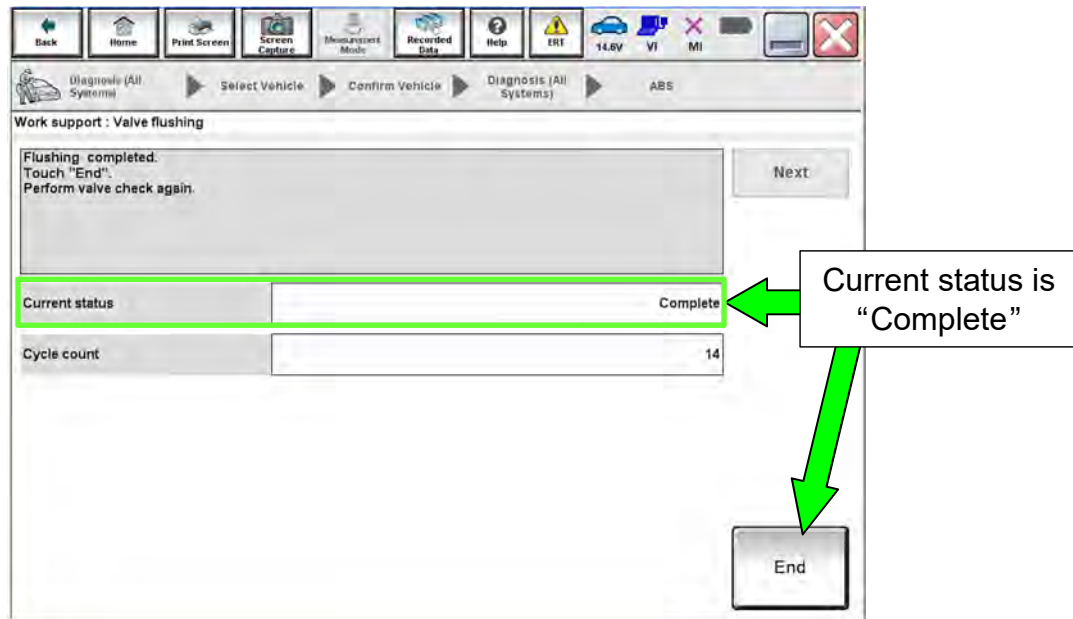 Back
Home
Print Screen
Screen
Capture
Measurement
Mode
Recorded
Data
Help
ERT
14.6V
VI
MI
Diagnosis (All
Systems)
Select Vehicle
Confirm Vehicle
Diagnosis (All
Systems)
ABS
Work support : Valve flushing
Flushing completed.
Touch "End".
Perform valve check again.
Next
Current status
Complete
Current status is
“Complete”
Cycle count
14
End